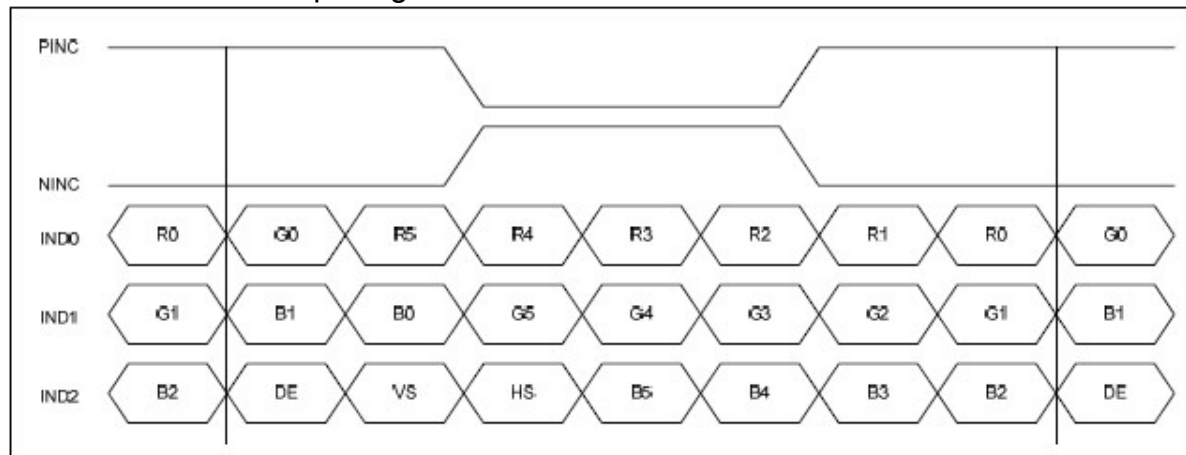 PINC
NINC
IND0 R0 G0 R5 R4 R3 R2 R1 R0 G0
IND1 G1 B1 B0 G5 G4 G3 G2 G1 B1
IND2 B2 DE VS HS B5 B4 B3 B2 DE